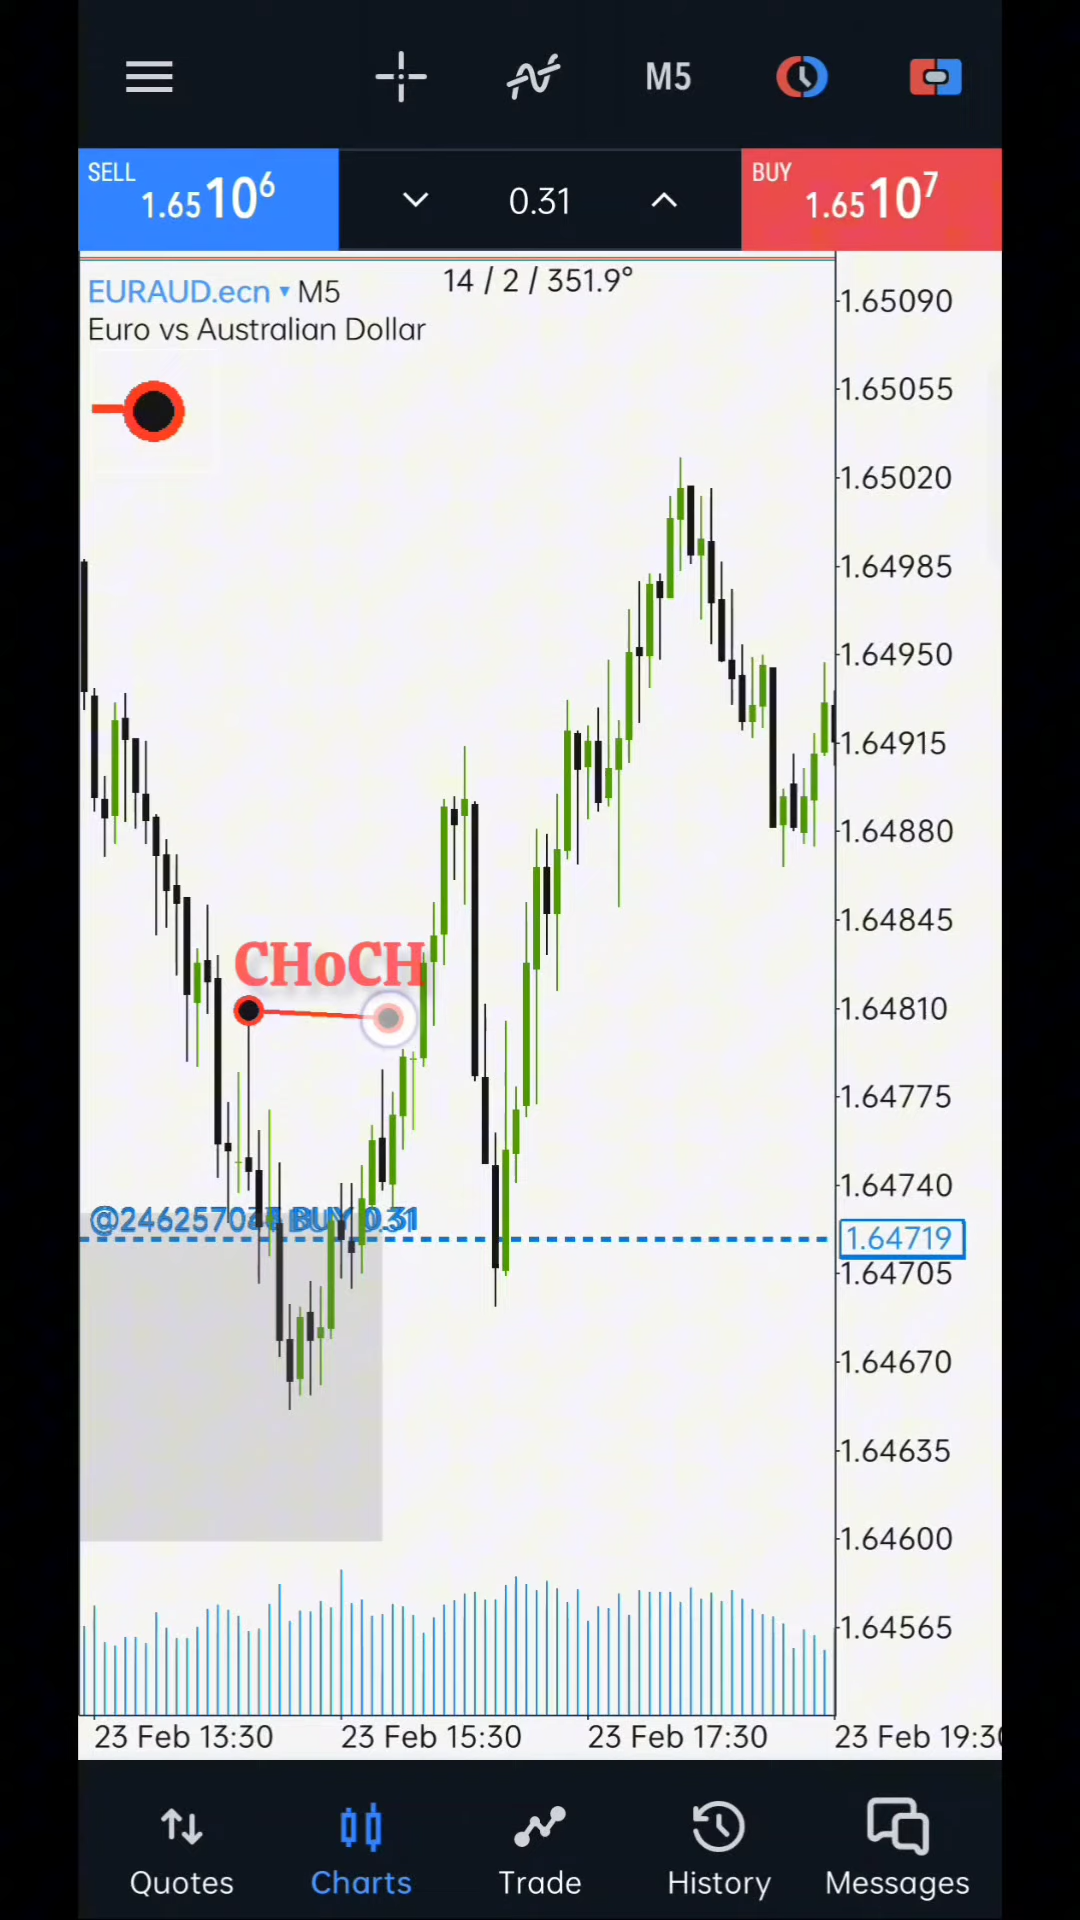 M5
SELL
1.65106
0.31
BUY
1.65107
14 / 2 / 351.9°
EURAUD.ecn ▾ M5
Euro vs Australian Dollar
1.65090
1.65055
1.65020
1.64985
1.64950
1.64915
1.64880
1.64845
CHoCH
1.64810
1.64775
1.64740
BUY 0.31
1.64719
1.64705
1.64670
1.64635
1.64600
1.64565
23 Feb 13:30
23 Feb 15:30
23 Feb 17:30
23 Feb 19:30
Quotes
Charts
Trade
History
Messages